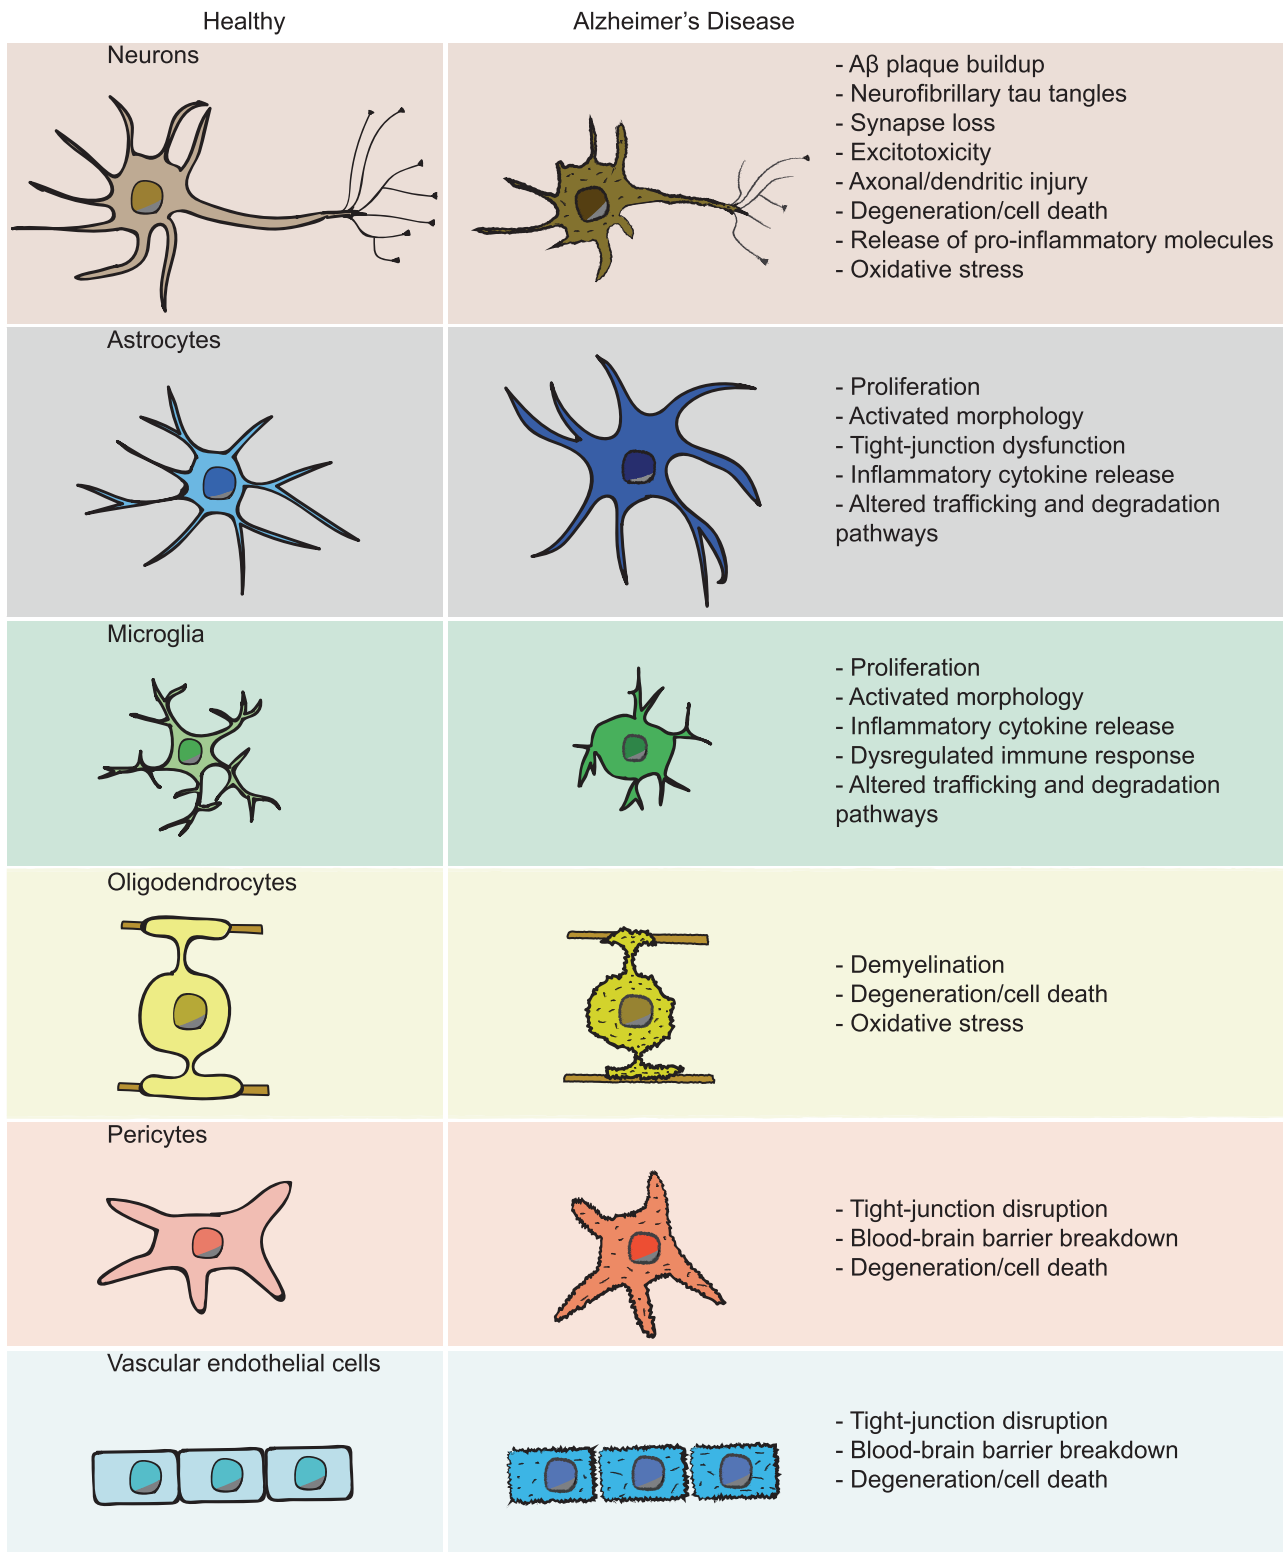 Healthy
Alzheimer’s Disease
Neurons
- Aβ plaque buildup
- Neurofibrillary tau tangles
- Synapse loss
- Excitotoxicity
- Axonal/dendritic injury
- Degeneration/cell death
- Release of pro-inflammatory molecules
- Oxidative stress
Astrocytes
- Proliferation
- Activated morphology
- Tight-junction dysfunction
- Inflammatory cytokine release
- Altered trafficking and degradation
pathways
Microglia
- Proliferation
- Activated morphology
- Inflammatory cytokine release
- Dysregulated immune response
- Altered trafficking and degradation
pathways
Oligodendrocytes
- Demyelination
- Degeneration/cell death
- Oxidative stress
Pericytes
- Tight-junction disruption
- Blood-brain barrier breakdown
- Degeneration/cell death
Vascular endothelial cells
- Tight-junction disruption
- Blood-brain barrier breakdown
- Degeneration/cell death